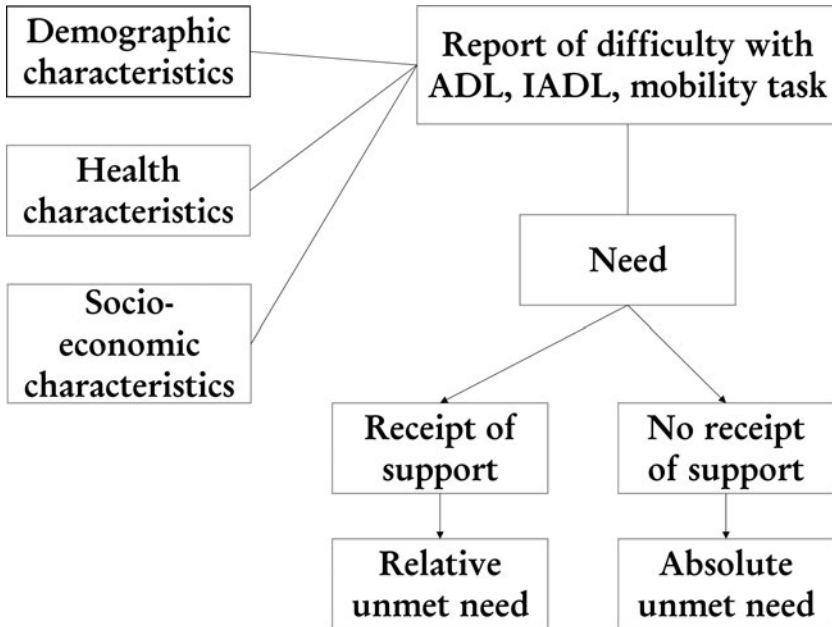 Demographic
characteristics
Report of difficulty with
ADL, IADL, mobility task
Health
characteristics
Need
Socio-
economic
characteristics
Receipt of
support
No receipt
of support
Relative
unmet need
Absolute
unmet need